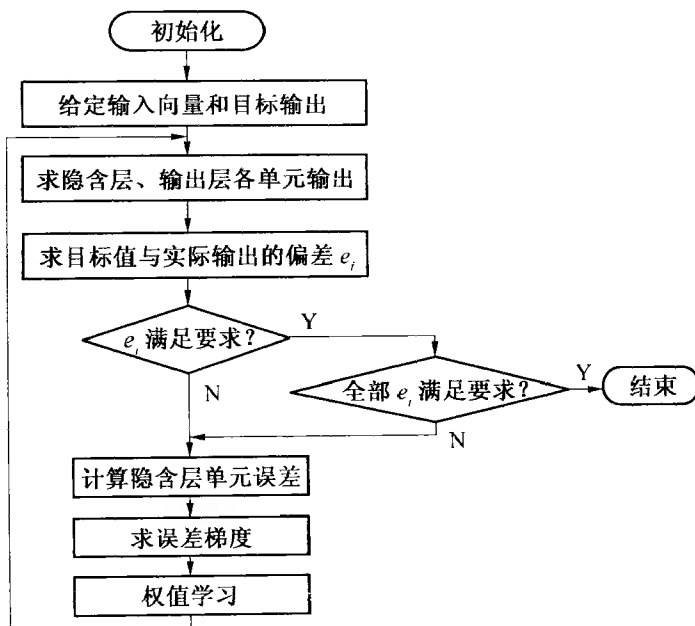 初始化
给定输入向量和目标输出
求隐含层、输出层各单元输出
求目标值与实际输出的偏差 e_i
e_i 满足要求？
Y
N
全部 e_i 满足要求？
Y
N
结束
计算隐含层单元误差
求误差梯度
权值学习